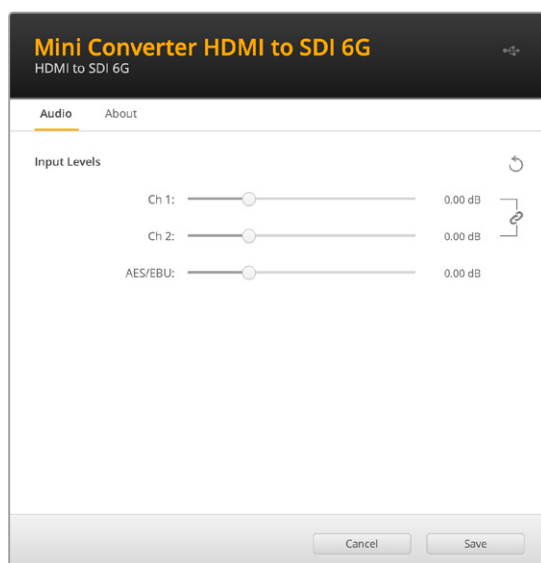 Mini Converter HDMI to SDI 6G
HDMI to SDI 6G
Audio About
Input Levels
Ch 1: 0.00 dB
Ch 2: 0.00 dB
AES/EBU: 0.00 dB
Cancel Save